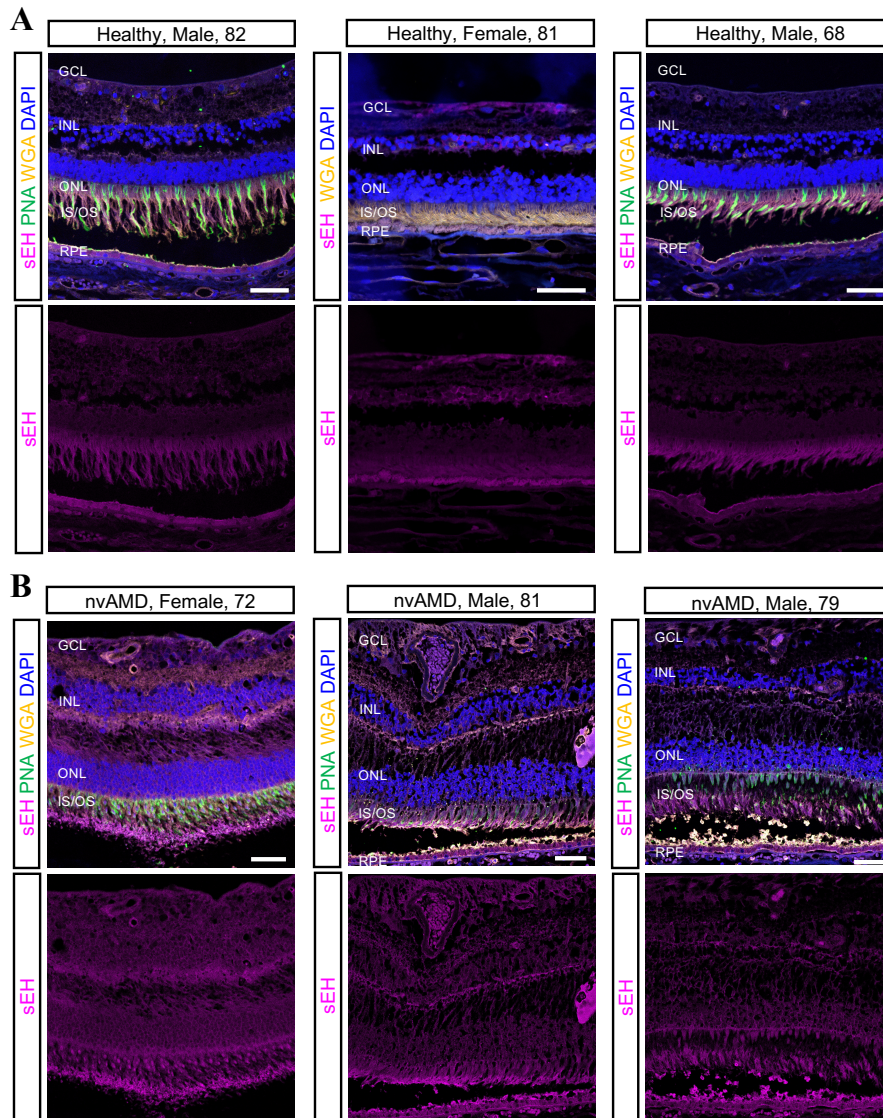 A
Healthy, Male, 82
Healthy, Female, 81
Healthy, Male, 68
sEH PNA WGA DAPI
GCL
INL
ONL
IS/OS
RPE
sEH WGA DAPI
GCL
INL
ONL
IS/OS
RPE
sEH PNA WGA DAPI
GCL
INL
ONL
IS/OS
RPE
sEH
sEH
sEH
B
nvAMD, Female, 72
nvAMD, Male, 81
nvAMD, Male, 79
sEH PNA WGA DAPI
GCL
INL
ONL
IS/OS
sEH PNA WGA DAPI
GCL
INL
ONL
IS/OS
RPE
sEH PNA WGA DAPI
GCL
INL
ONL
IS/OS
RPE
sEH
sEH
sEH